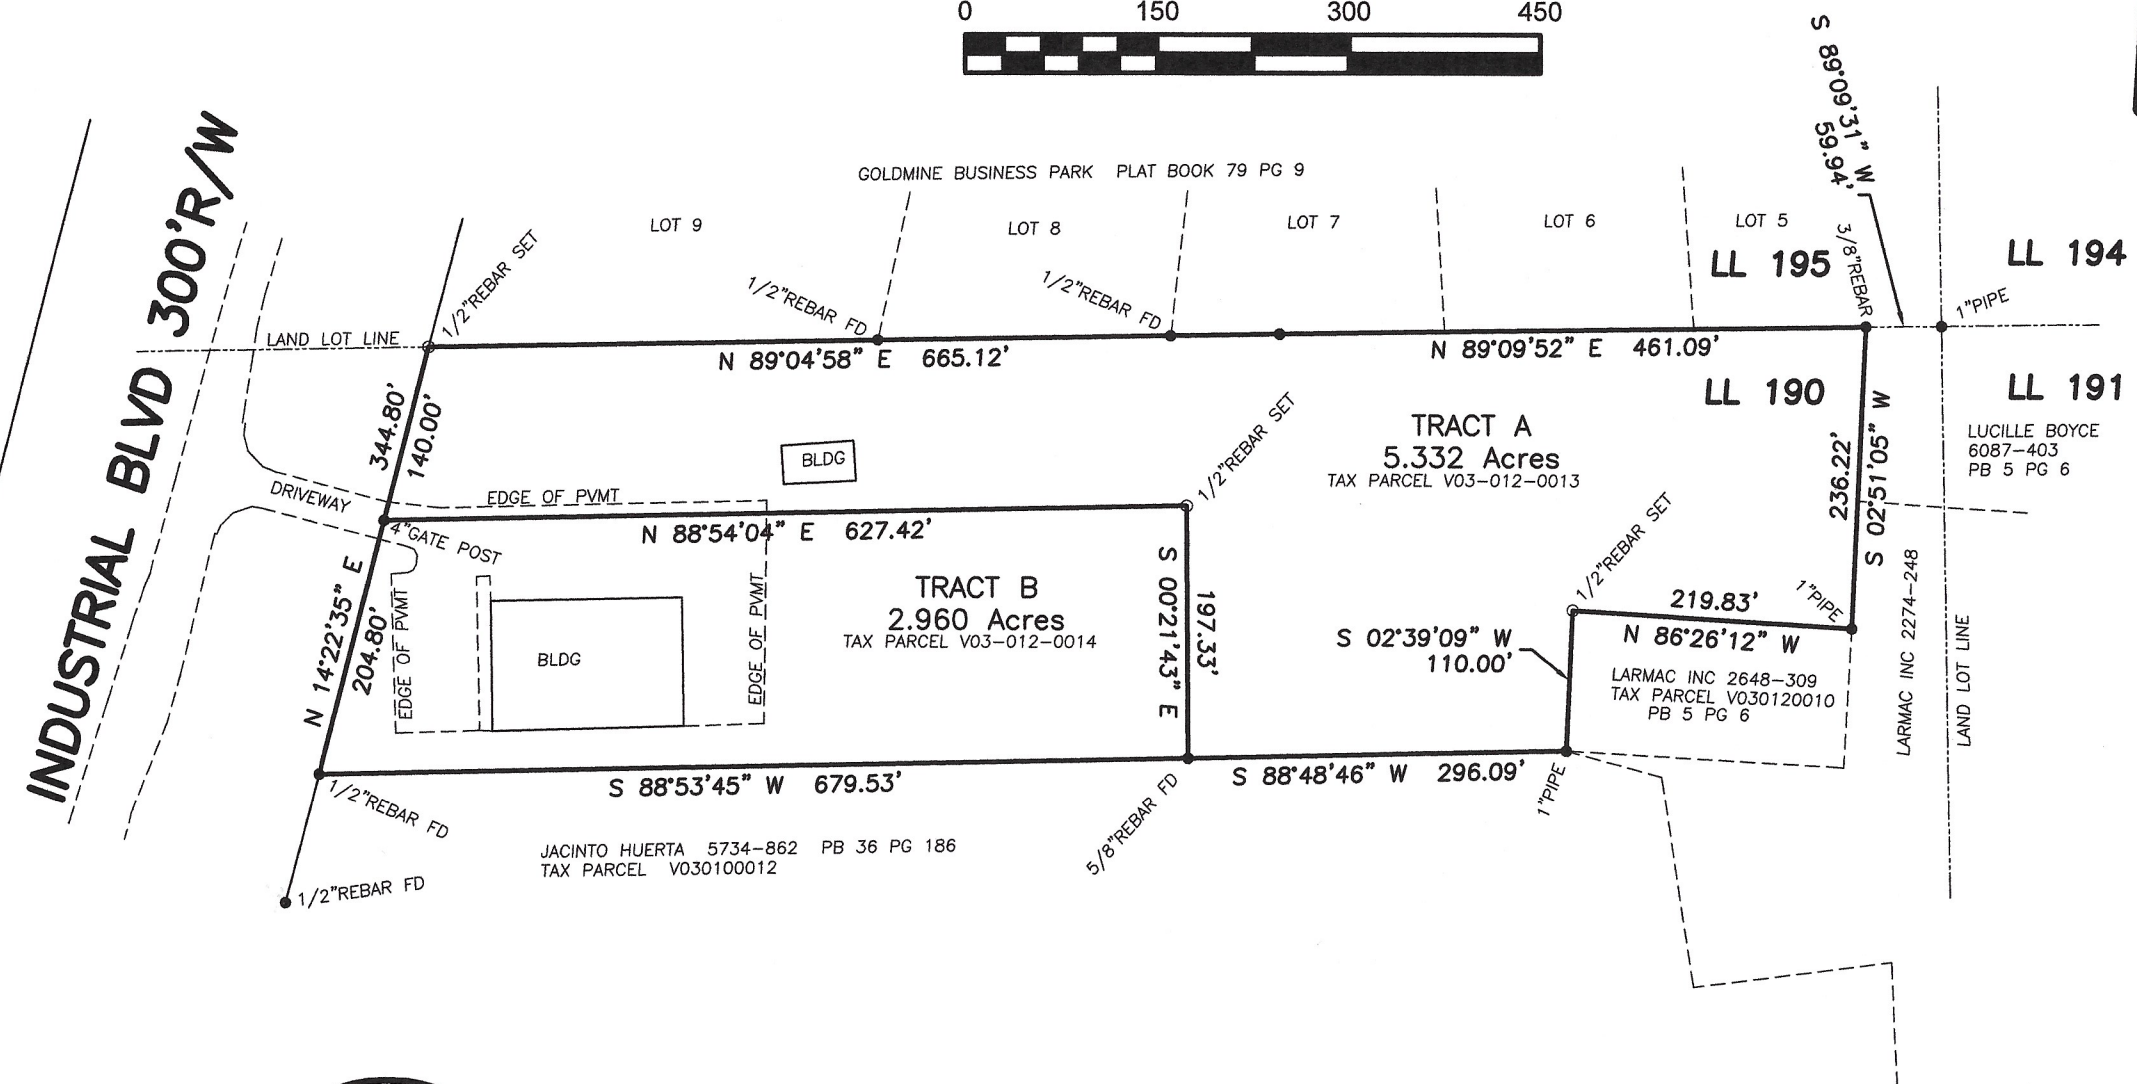 0 150 300 450
S 89°09'31" W
59.94'
INDUSTRIAL BLVD 300'R/W
GOLDMINE BUSINESS PARK PLAT BOOK 79 PG 9
LOT 9
LOT 8
LOT 7
LOT 6
LOT 5
LL 195
LL 194
3/8"REBAR
1"PIPE
1/2"REBAR SET
1/2"REBAR FD
1/2"REBAR FD
LAND LOT LINE
N 89°04'58" E 665.12'
N 89°09'52" E 461.09'
LL 190
LL 191
344.80'
140.00'
LUCILLE BOYCE
6087-403
PB 5 PG 6
BLDG
1/2"REBAR SET
TRACT A
5.332 Acres
TAX PARCEL V03-012-0013
236.22'
S 02°51'05" W
DRIVEWAY
EDGE OF PVMT
4"GATE POST
N 88°54'04" E 627.42'
N 14°22'35" E
204.80'
EDGE OF PVMT
BLDG
EDGE OF PVMT
TRACT B
2.960 Acres
TAX PARCEL V03-012-0014
S 00°21'43" E
197.33'
1/2"REBAR SET
1"PIPE
219.83'
N 86°26'12" W
S 02°39'09" W
110.00'
LARMAC INC 2648-309
TAX PARCEL V030120010
PB 5 PG 6
LARMAC INC 2274-248
LAND LOT LINE
S 88°53'45" W 679.53'
S 88°48'46" W 296.09'
1/2"REBAR FD
5/8"REBAR FD
1"PIPE
JACINTO HUERTA 5734-862 PB 36 PG 186
TAX PARCEL V030100012
1/2"REBAR FD